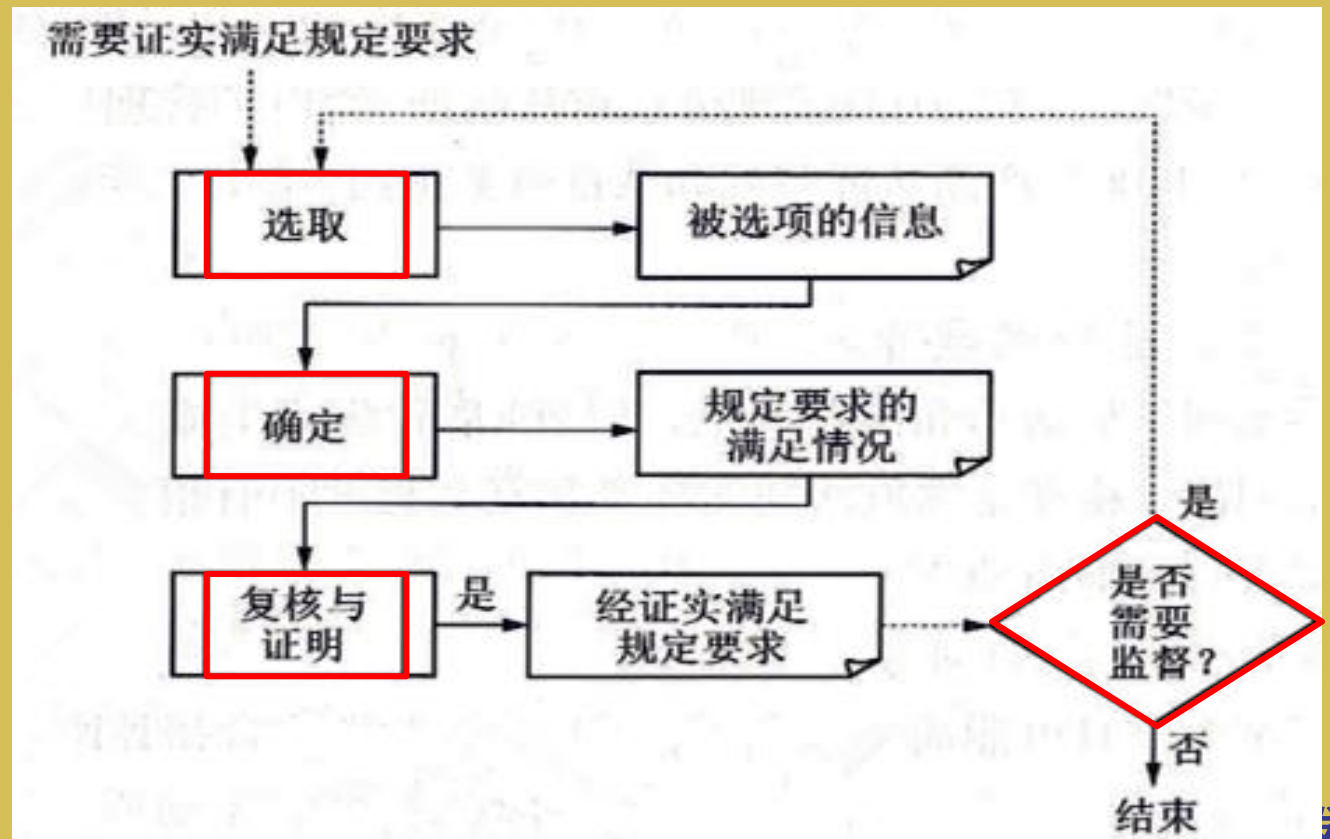 需要证实满足规定要求
选取
被选项的信息
确定
规定要求的
满足情况
是
复核与
证明
是
经证实满足
规定要求
是否
需要
监督?
否
结束